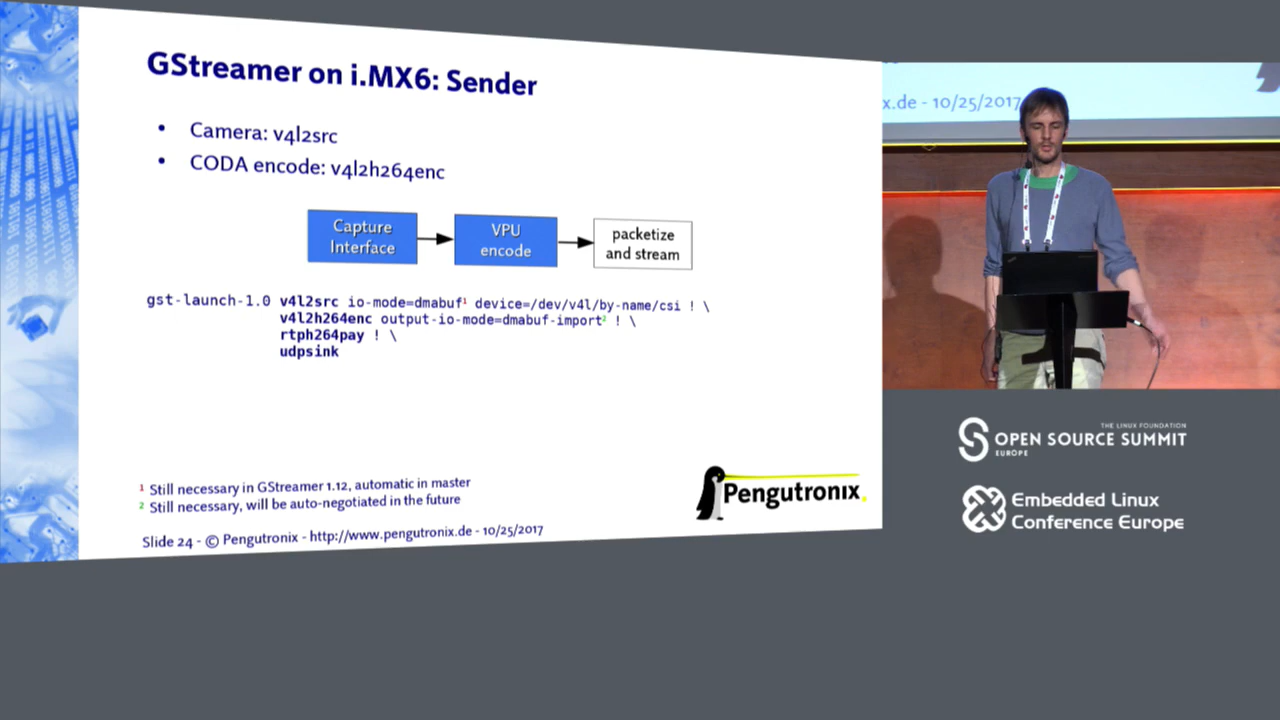 GStreamer on i.MX6: Sender
• Camera: v4l2src
• CODA encode: v4l2h264enc
Capture
Interface
VPU
encode
packetize
and stream
gst-launch-1.0 v4l2src io-mode=dmabuf¹ device=/dev/v4l/by-name/csi ! \
v4l2h264enc output-io-mode=dmabuf-import² ! \
rtph264pay ! \
udpsink
¹ Still necessary in GStreamer 1.12, automatic in master
² Still necessary, will be auto-negotiated in the future
Pengutronix
Slide 24 - © Pengutronix - http://www.pengutronix.de - 10/25/2017
x.de - 10/25/2017
THE LINUX FOUNDATION
OPEN SOURCE SUMMIT
EUROPE
Embedded Linux
Conference Europe